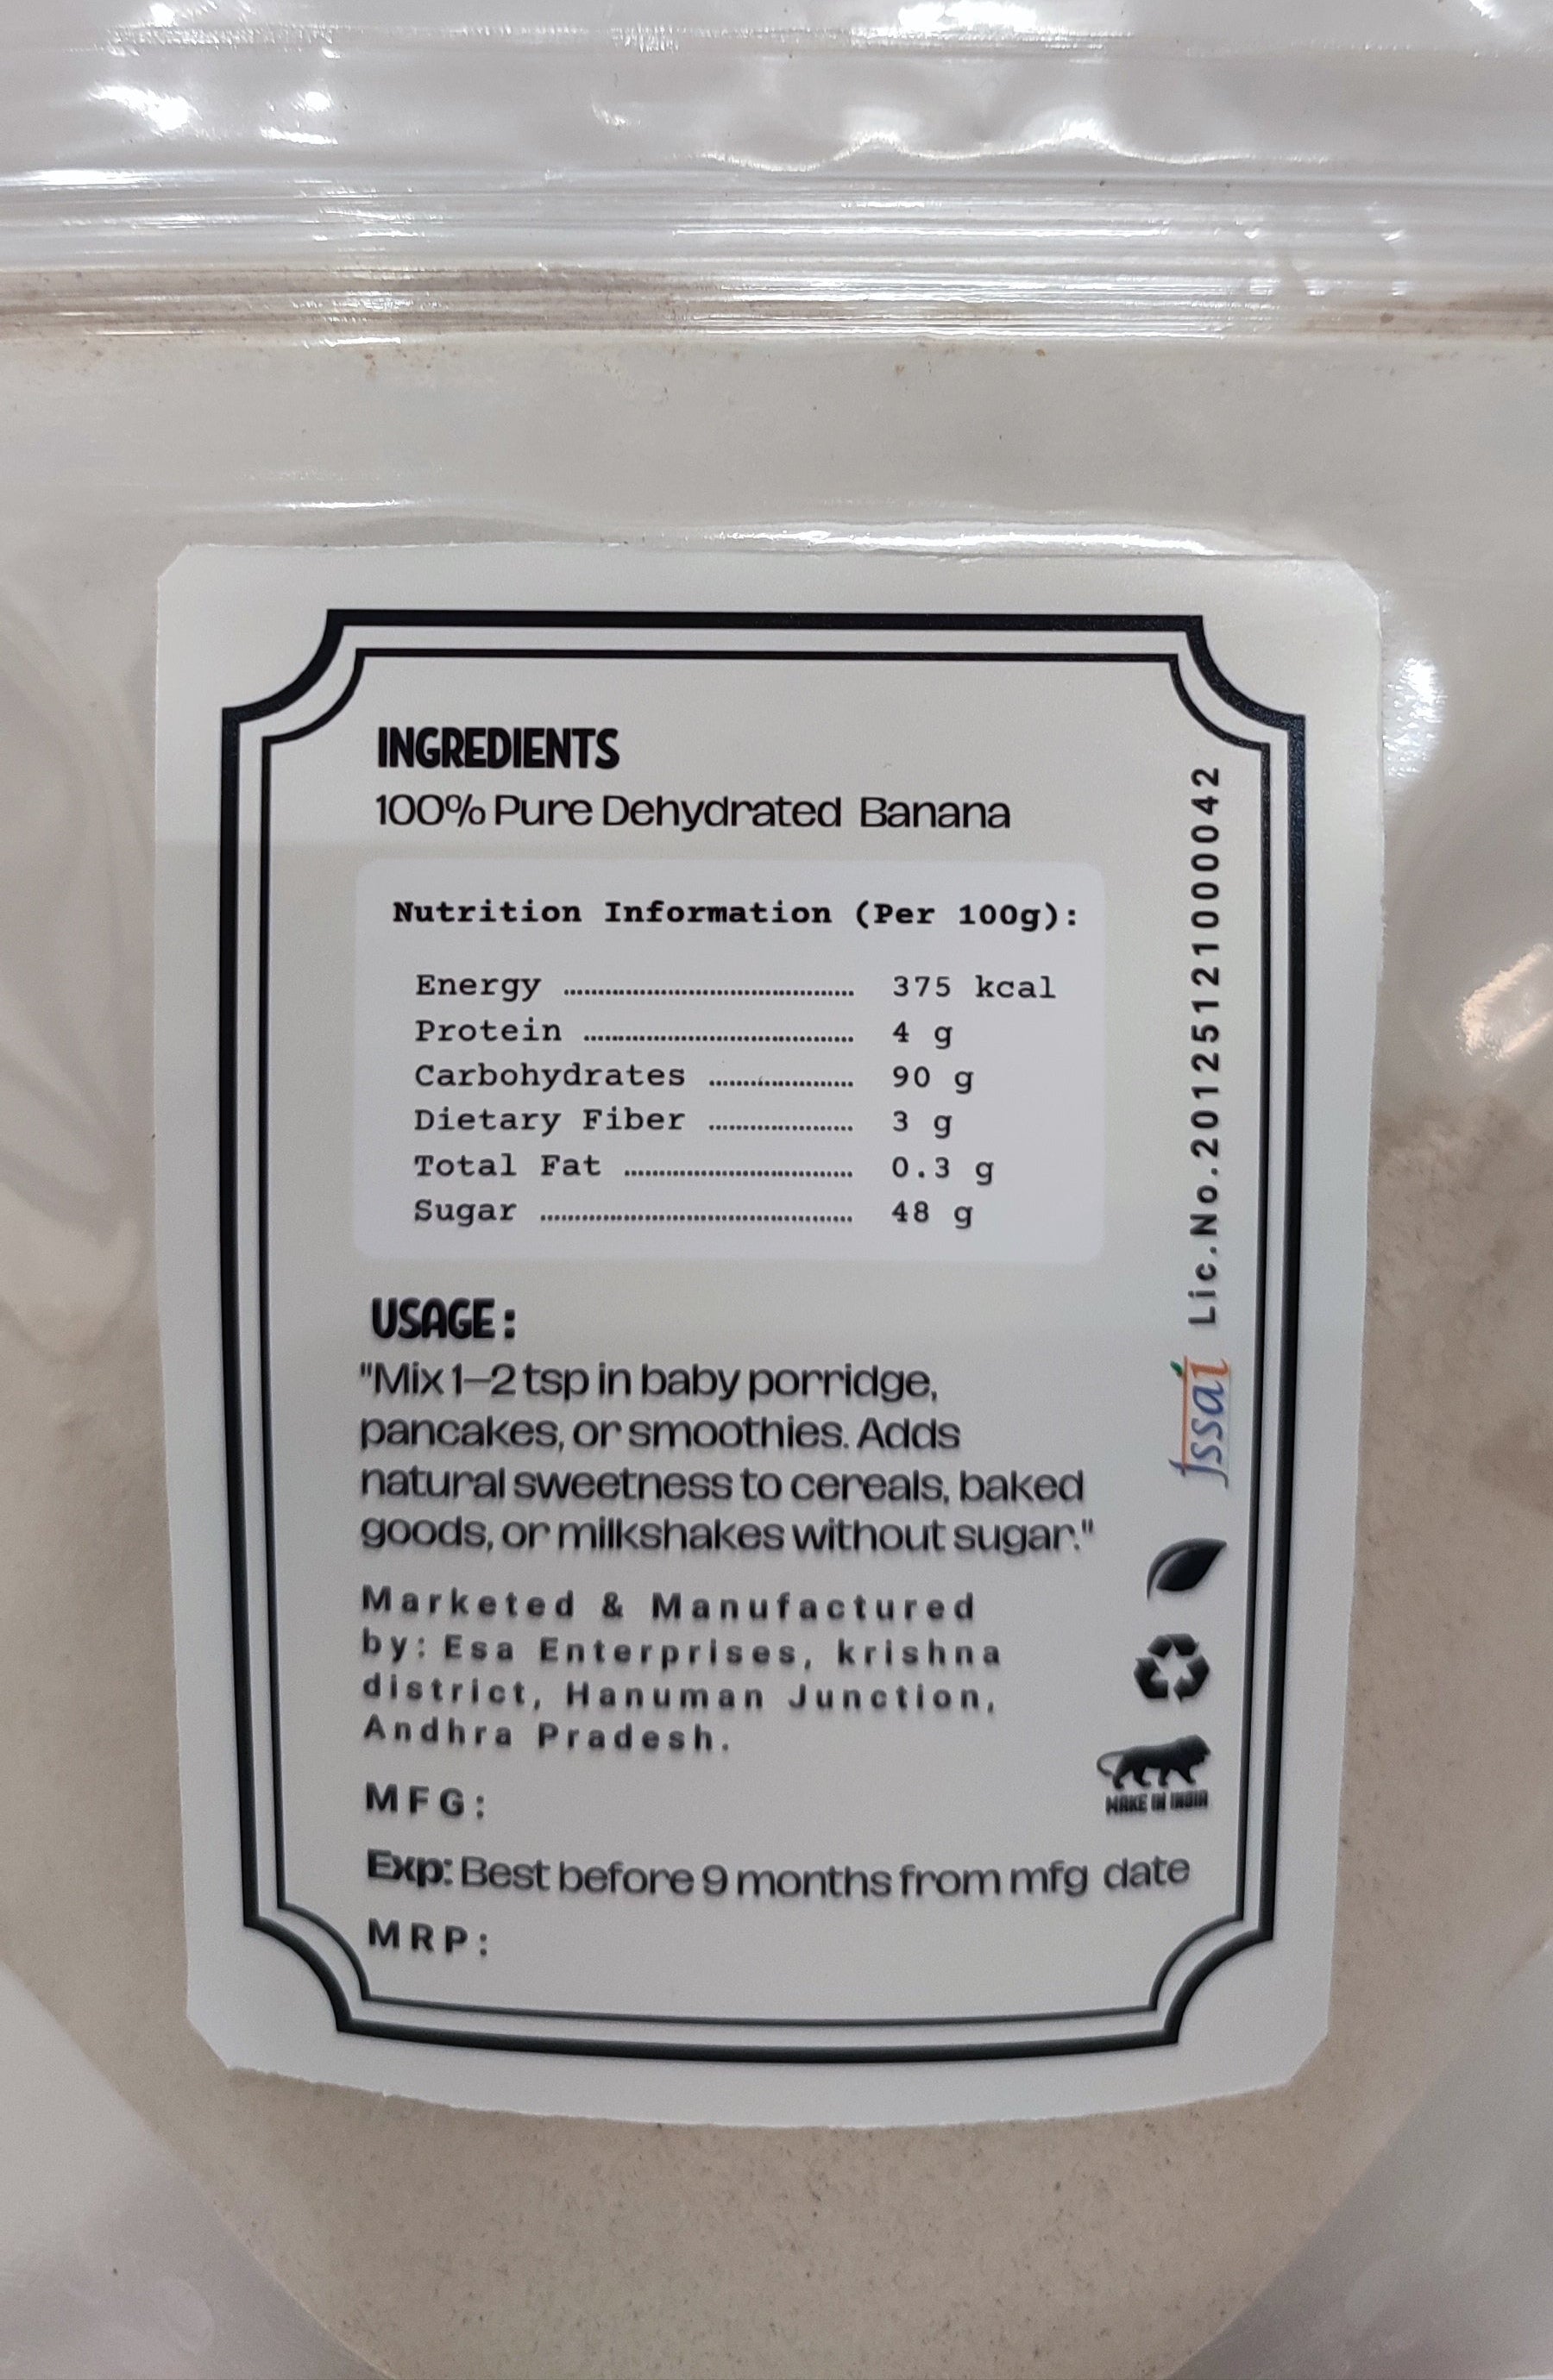 INGREDIENTS
100% Pure Dehydrated Banana
Nutrition Information (Per 100g):
Energy ........................................ 375 kcal
Protein ........................................ 4 g
Carbohydrates .................... 90 g
Dietary Fiber .................... 3 g
Total Fat ................................ 0.3 g
Sugar ............................................ 48 g
USAGE:
"Mix 1–2 tsp in baby porridge,
pancakes, or smoothies. Adds
natural sweetness to cereals, baked
goods, or milkshakes without sugar."
Marketed & Manufactured
by: Esa Enterprises, krishna
district, Hanuman Junction,
Andhra Pradesh.
MFG:
Exp: Best before 9 months from mfg date
MRP:
fssai Lic.No.20125121000042
MAKE IN INDIA